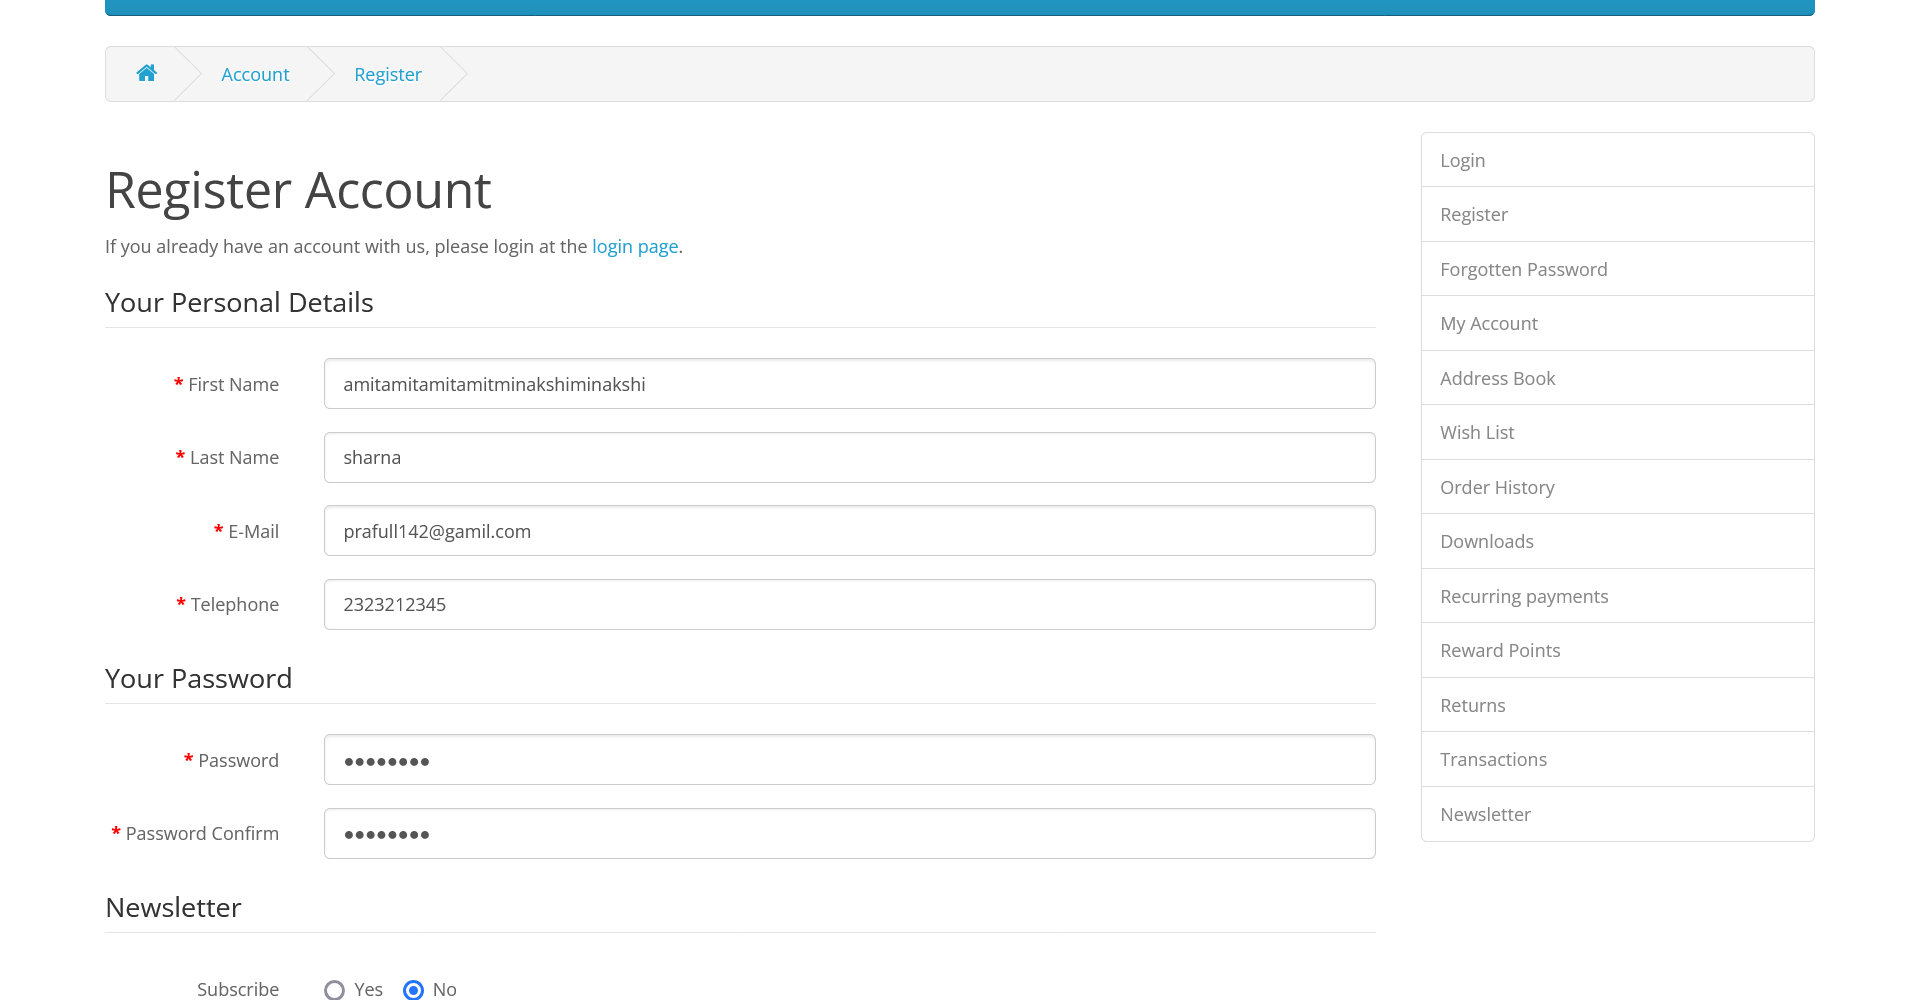 Account
Register
Register Account
If you already have an account with us, please login at the login page.
Your Personal Details
* First Name
amitamitamitamitminakshiminakshi
* Last Name
sharna
* E-Mail
prafull142@gamil.com
* Telephone
2323212345
Your Password
* Password
••••••••
* Password Confirm
••••••••
Newsletter
Subscribe
Yes
No
Login
Register
Forgotten Password
My Account
Address Book
Wish List
Order History
Downloads
Recurring payments
Reward Points
Returns
Transactions
Newsletter